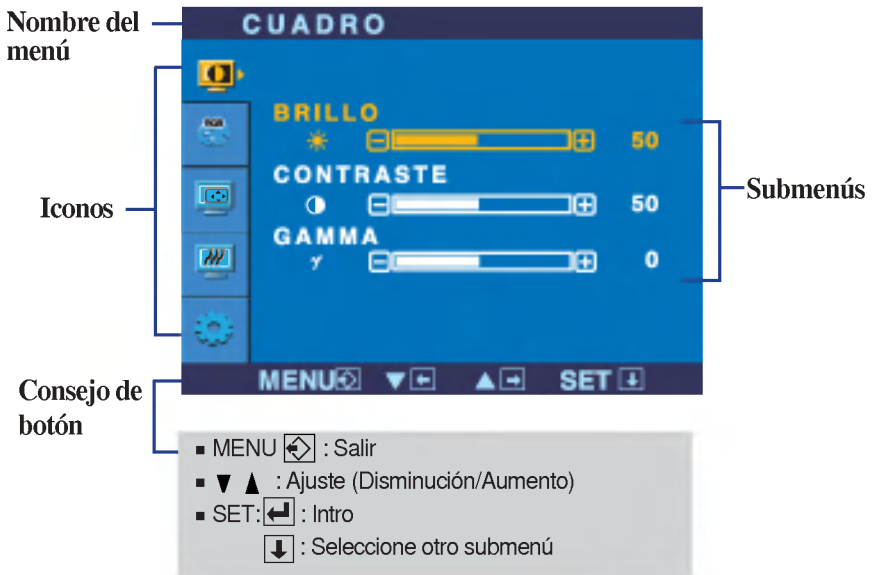 Nombre del
menú
CUADRO
RGB
BRILLO
50
CONTRASTE
50
GAMMA
γ 0
Iconos
Submenús
MENU ▼ ▲ SET
Consejo de
botón
▪ MENU : Salir
▪ ▼ ▲ : Ajuste (Disminución/Aumento)
▪ SET: : Intro
: Seleccione otro submenú